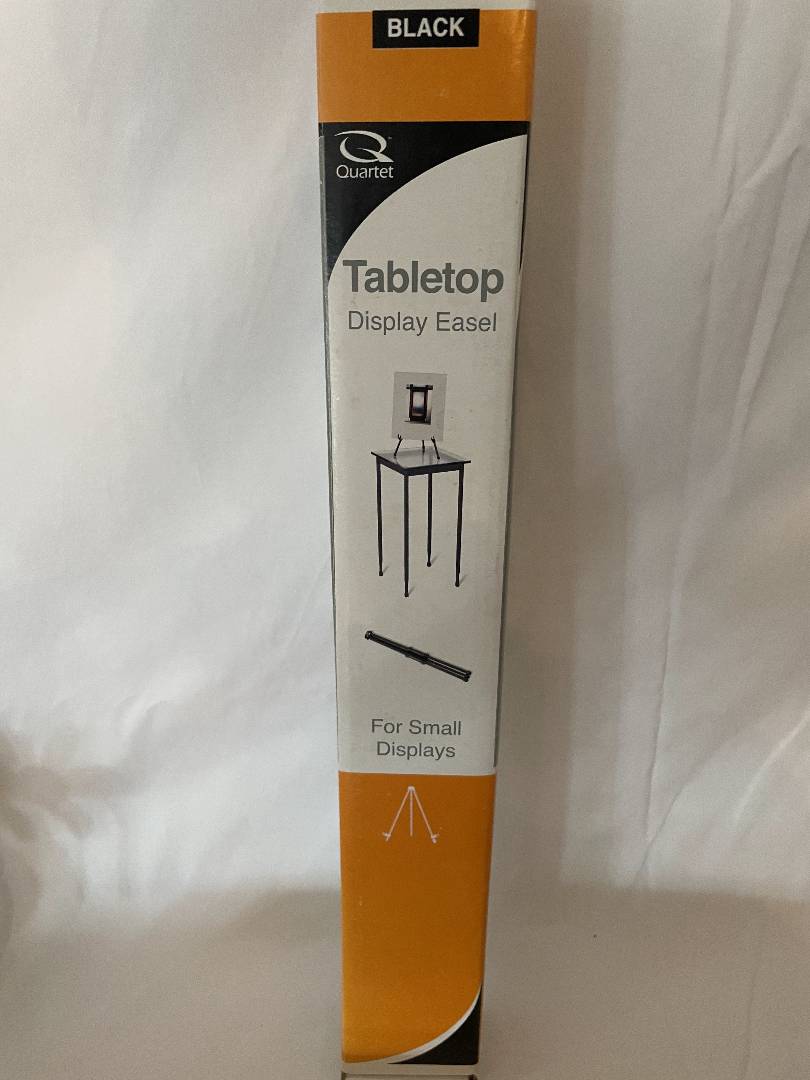 BLACK
Quartet
Tabletop
Display Easel
For Small
Displays